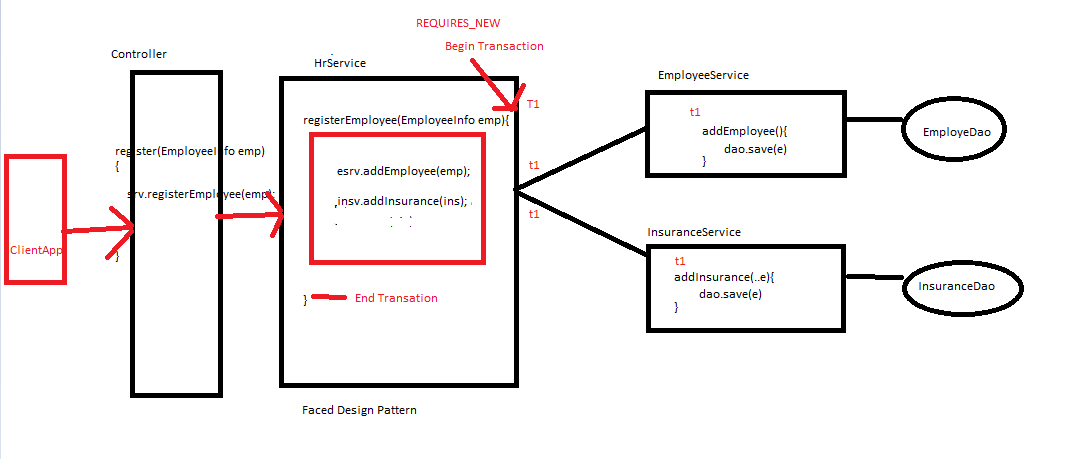 REQUIRES_NEW
Begin Transaction
Controller
HrService
EmployeeService
T1
registerEmployee(EmployeeInfo emp){
t1
addEmployee(){
dao.save(e)
}
EmployeDao
register(EmployeeInfo emp)
{
srv.registerEmployee(emp);
}
ClientApp
esrv.addEmployee(emp);
insv.addInsurance(ins);
t1
t1
InsuranceService
t1
addInsurance(..e){
dao.save(e)
}
InsuranceDao
} End Transation
Faced Design Pattern